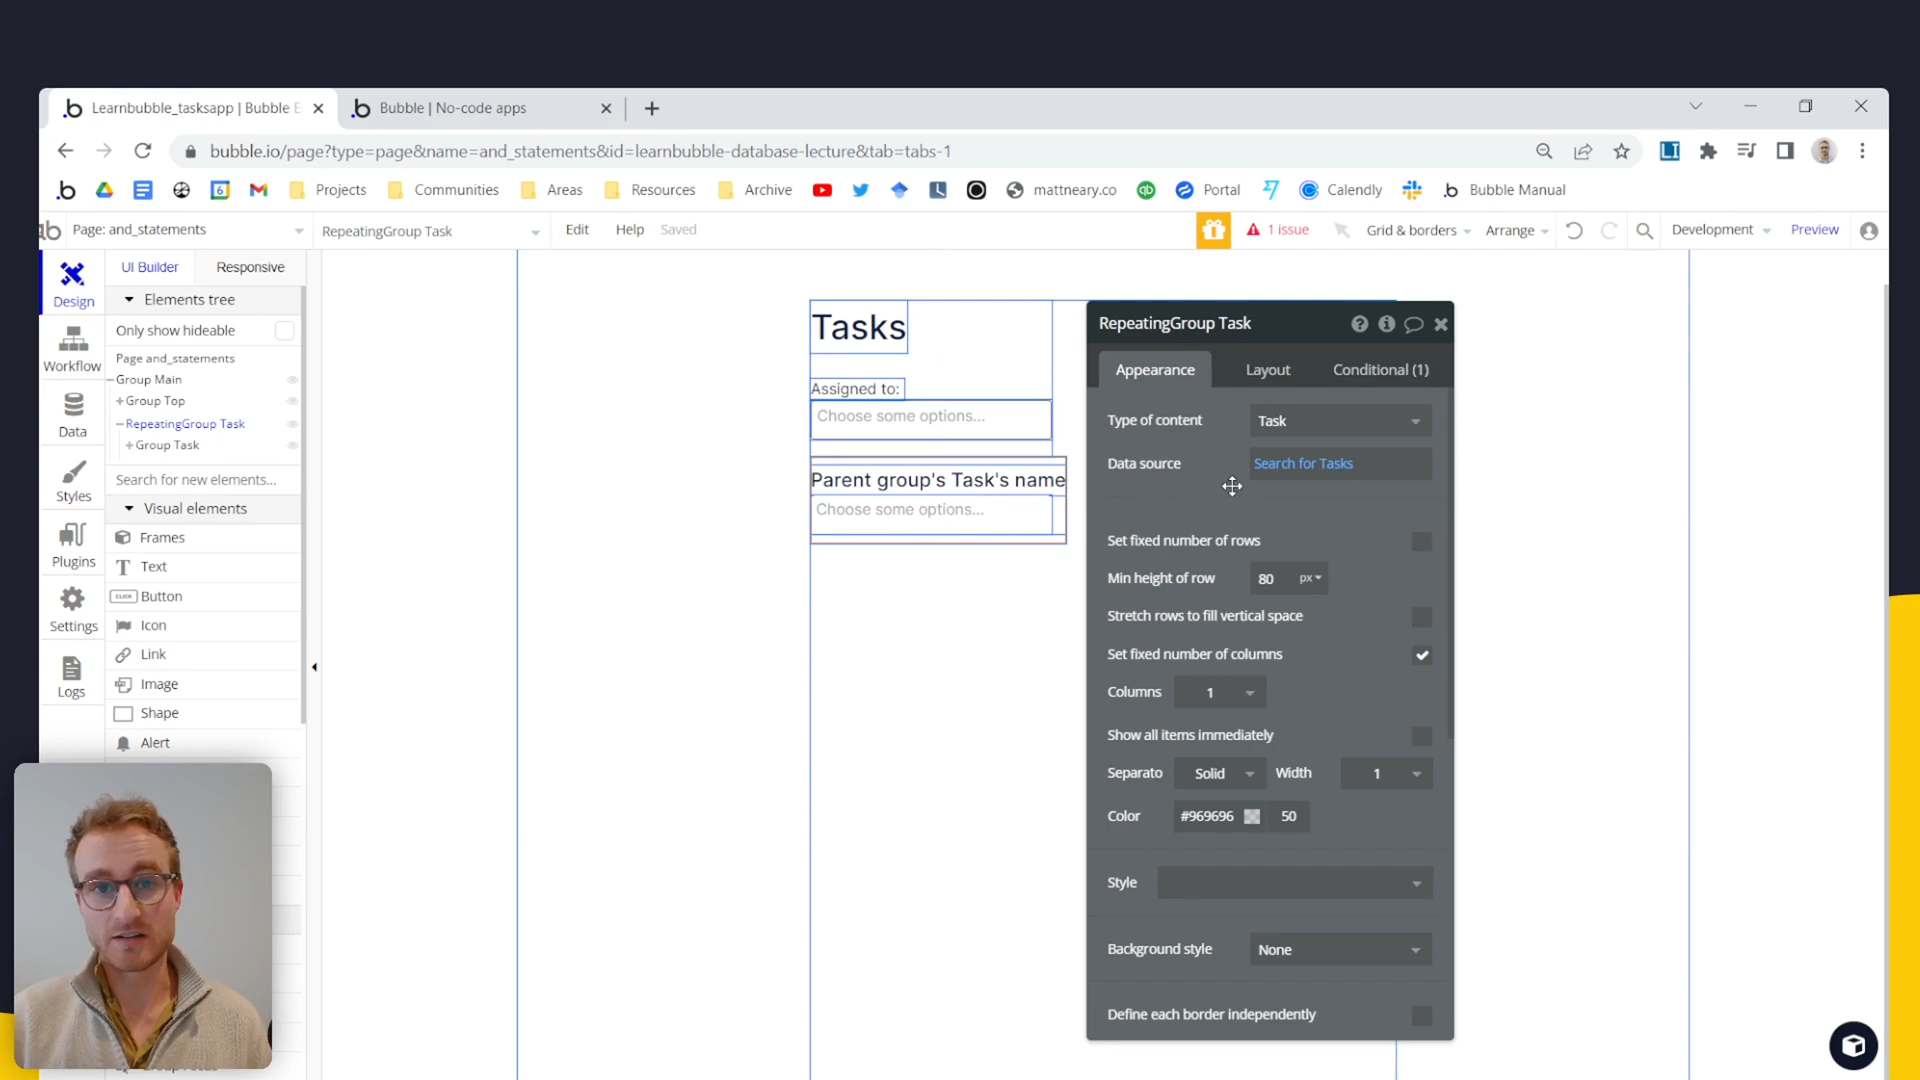 Learnbubble_tasksapp | Bubble E
Bubble | No-code apps
bubble.io/page?type=page&name=and_statements&id=learnbubble-database-lecture&tab=tabs-1
Projects
Communities
Areas
Resources
Archive
mattneary.co
Portal
Calendly
Bubble Manual
Page: and_statements
RepeatingGroup Task
Edit
Help
Saved
1 issue
Grid & borders
Arrange
Development
Preview
Design
Workflow
Data
Styles
Plugins
Settings
Logs
UI Builder
Responsive
Elements tree
Only show hideable
Page and_statements
Group Main
Group Top
RepeatingGroup Task
Group Task
Search for new elements...
Visual elements
Frames
Text
Button
Icon
Link
Image
Shape
Alert
Tasks
Assigned to:
Choose some options...
Parent group's Task's name
Choose some options...
RepeatingGroup Task
Appearance
Layout
Conditional (1)
Type of content
Task
Data source
Search for Tasks
Set fixed number of rows
Min height of row
80
px
Stretch rows to fill vertical space
Set fixed number of columns
Columns
1
Show all items immediately
Separato
Solid
Width
1
Color
#969696
50
Style
Background style
None
Define each border independently